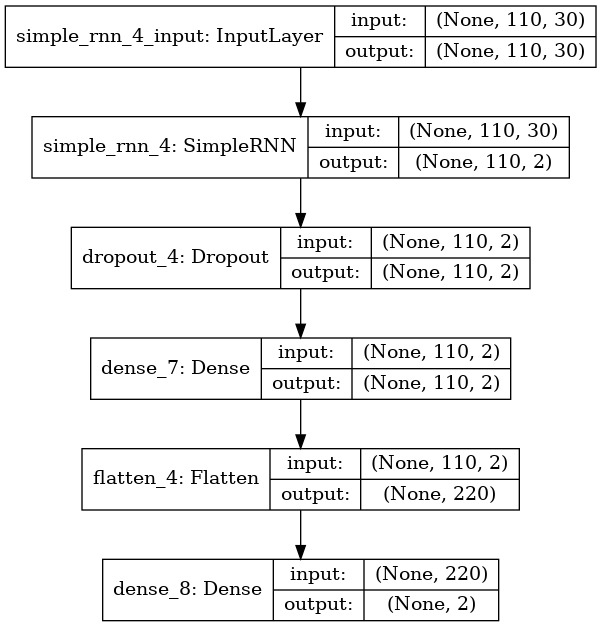 simple_rnn_4_input: InputLayer
input: (None, 110, 30)
output: (None, 110, 30)
simple_rnn_4: SimpleRNN
input: (None, 110, 30)
output: (None, 110, 2)
dropout_4: Dropout
input: (None, 110, 2)
output: (None, 110, 2)
dense_7: Dense
input: (None, 110, 2)
output: (None, 110, 2)
flatten_4: Flatten
input: (None, 110, 2)
output: (None, 220)
dense_8: Dense
input: (None, 220)
output: (None, 2)